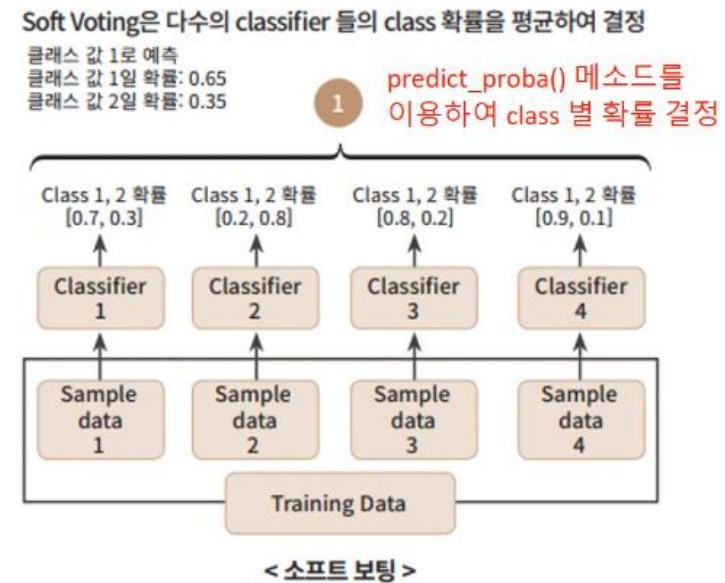 Soft Voting은 다수의 classifier 들의 class 확률을 평균하여 결정
클래스 값 1로 예측
클래스 값 1일 확률: 0.65
클래스 값 2일 확률: 0.35
1
predict_proba() 메소드를
이용하여 class 별 확률 결정
Class 1, 2 확률
[0.7, 0.3]
Class 1, 2 확률
[0.2, 0.8]
Class 1, 2 확률
[0.8, 0.2]
Class 1, 2 확률
[0.9, 0.1]
Classifier
1
Classifier
2
Classifier
3
Classifier
4
Sample
data
1
Sample
data
2
Sample
data
3
Sample
data
4
Training Data
< 소프트 보팅 >